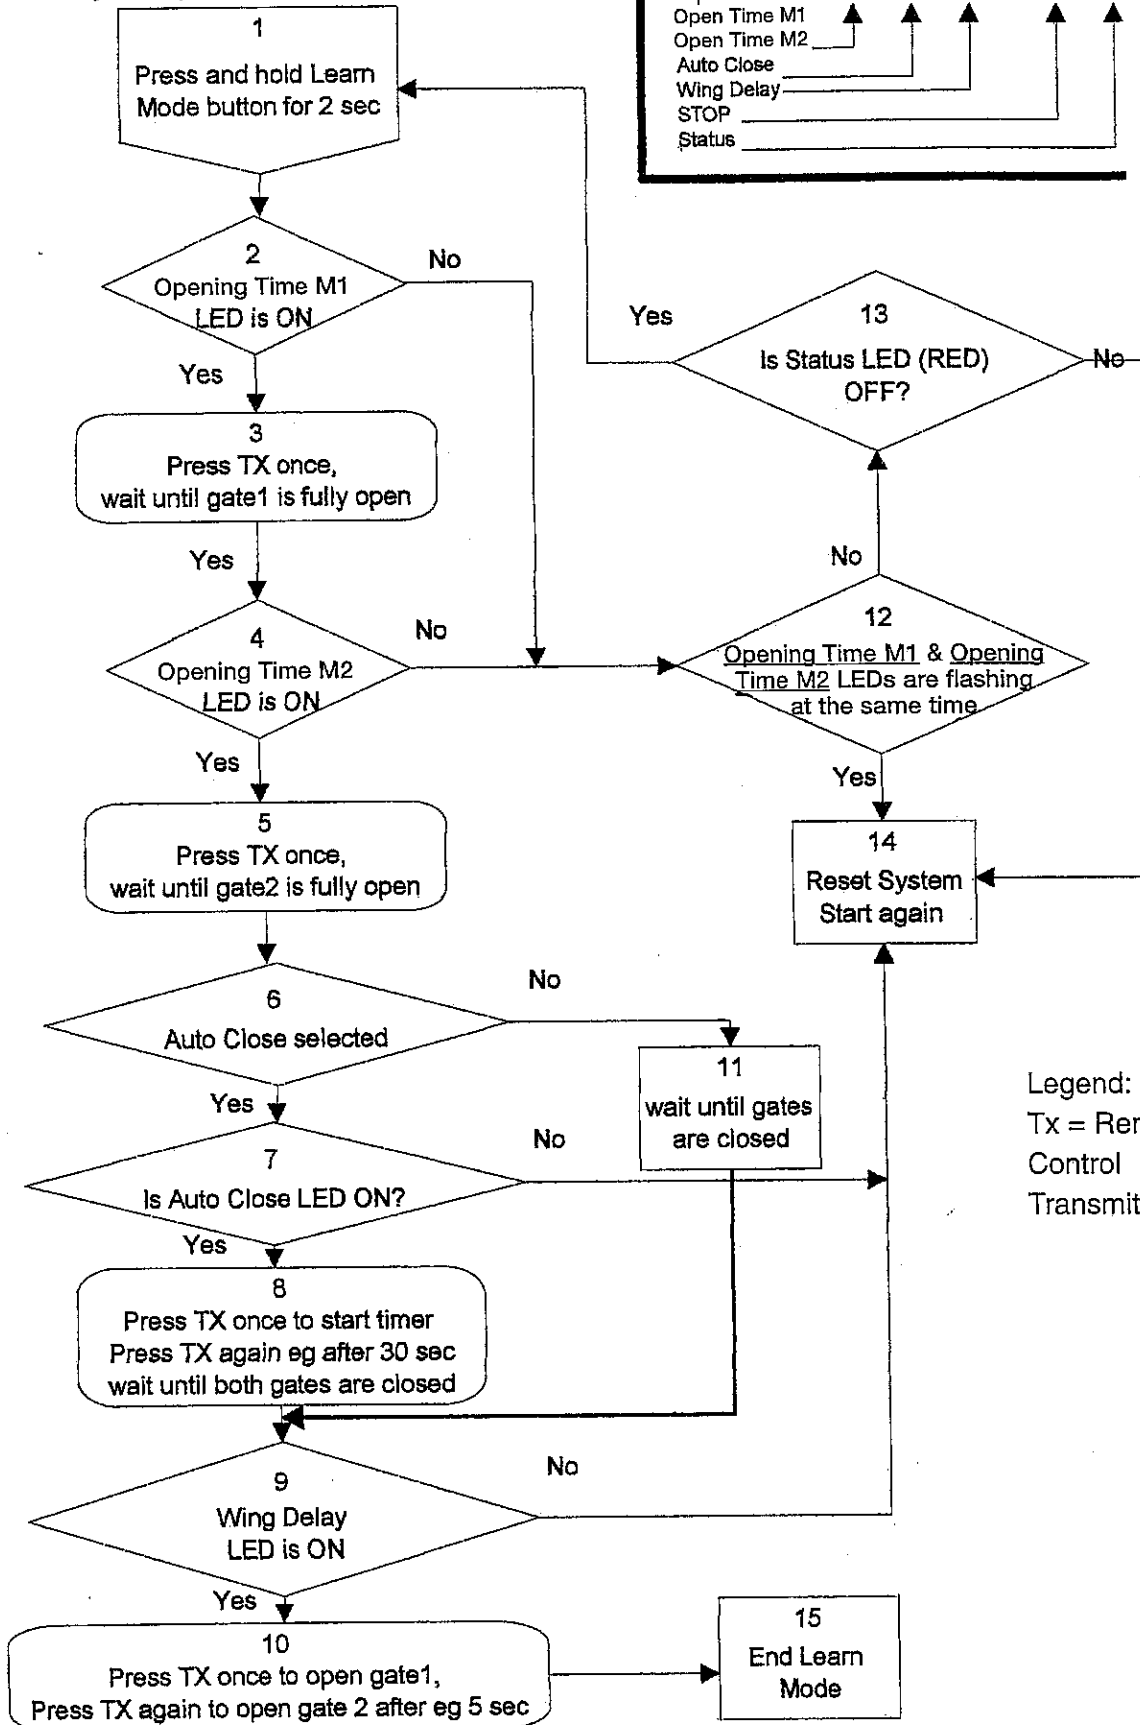 Open Time M1
Open Time M2
Auto Close
Wing Delay
STOP
Status
1
Press and hold Learn
Mode button for 2 sec
2
Opening Time M1
LED is ON
No
Yes
3
Press TX once,
wait until gate1 is fully open
Yes
4
Opening Time M2
LED is ON
No
Yes
5
Press TX once,
wait until gate2 is fully open
6
Auto Close selected
No
Yes
7
Is Auto Close LED ON?
No
Yes
8
Press TX once to start timer
Press TX again eg after 30 sec
wait until both gates are closed
9
Wing Delay
LED is ON
No
Yes
10
Press TX once to open gate1,
Press TX again to open gate 2 after eg 5 sec
11
wait until gates
are closed
12
Opening Time M1 & Opening
Time M2 LEDs are flashing
at the same time
No
Yes
13
Is Status LED (RED)
OFF?
Yes
No
14
Reset System
Start again
15
End Learn
Mode
Legend:
Tx = Rer
Control
Transmit